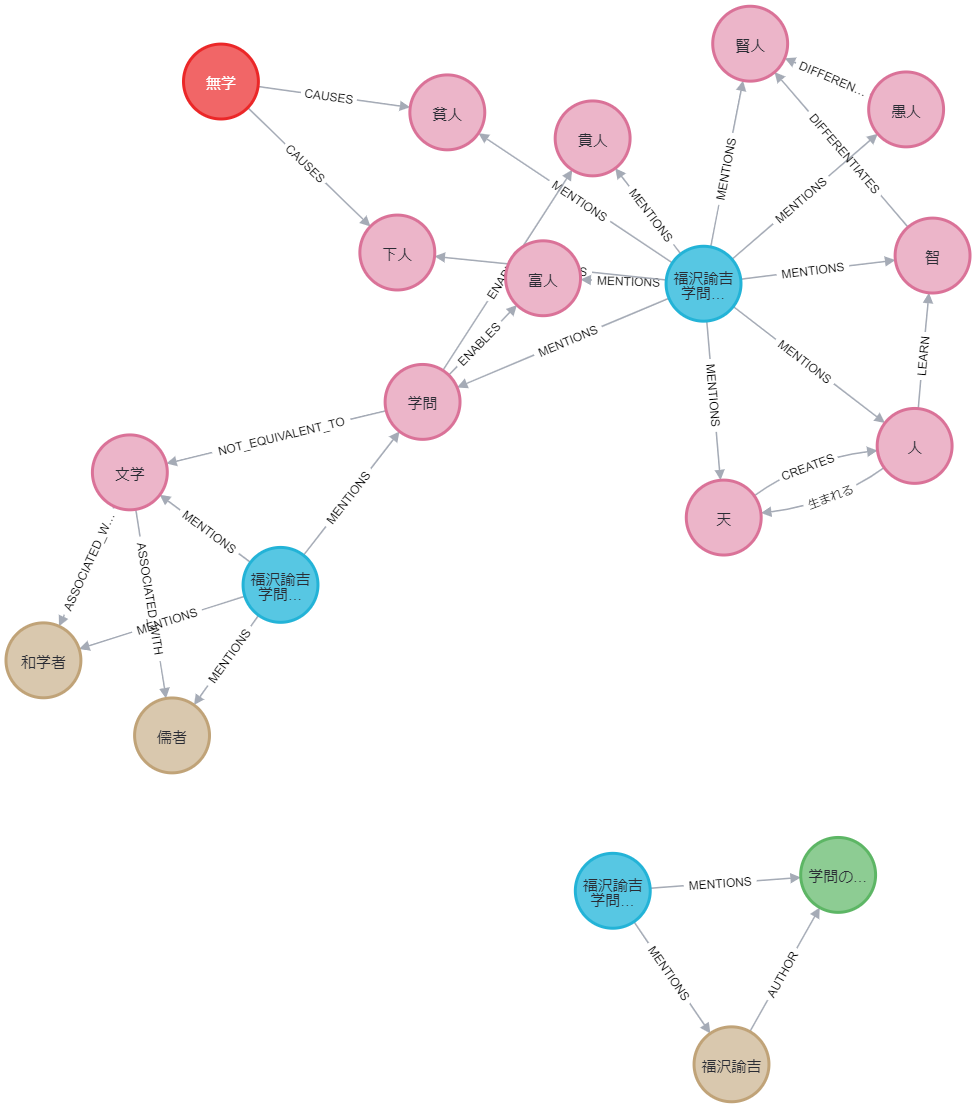 賢人
DIFFEREN...
無学
CAUSES
貧人
愚人
貴人
DIFFERENTIATES
MENTIONS
MENTIONS
MENTIONS
MENTIONS
CAUSES
下人
富人
ENAB
S
MENTIONS
福沢諭吉
学問...
MENTIONS
智
ENABLES
MENTIONS
MENTIONS
LEARN
学問
MENTIONS
NOT_EQUIVALENT_TO
人
CREATES
生まれる
文学
天
MENTIONS
MENTIONS
ASSOCIATED_W...
ASSOCIATED_WITH
福沢諭吉
学問...
MENTIONS
MENTIONS
和学者
儒者
福沢諭吉
学問...
MENTIONS
学問の...
MENTIONS
AUTHOR
福沢諭吉